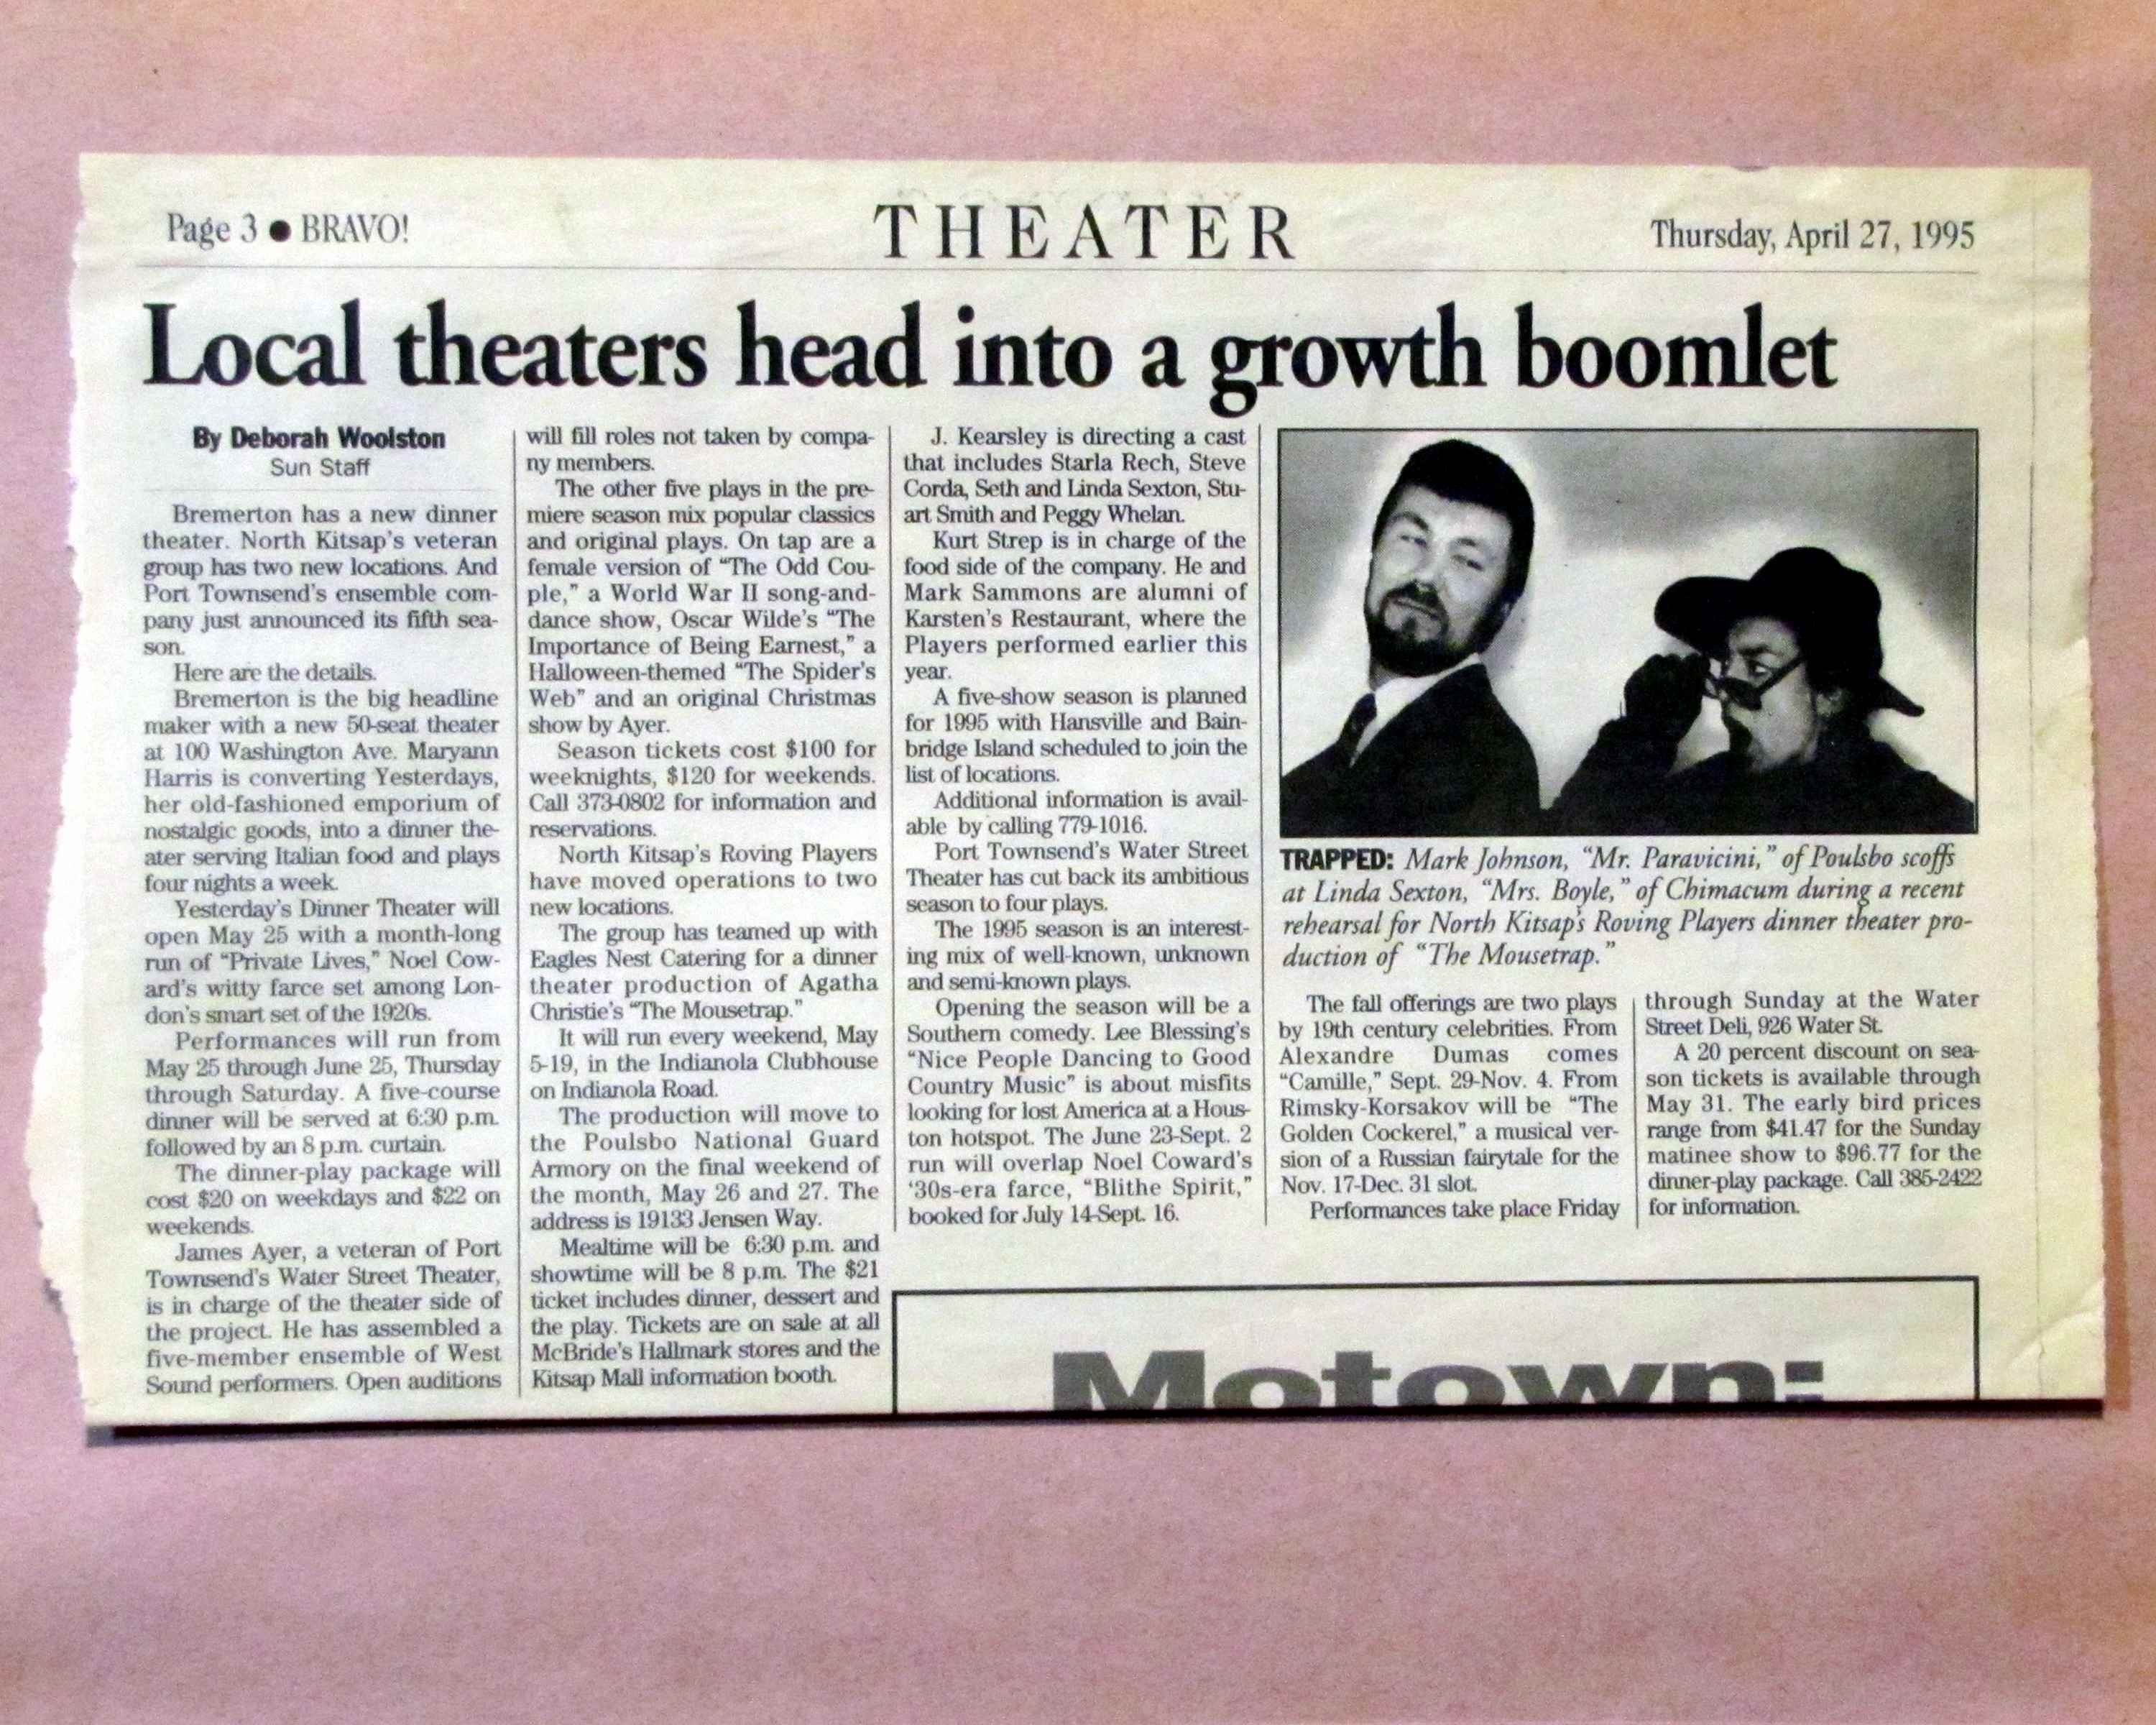 Page 3 ● BRAVO!
THEATER
Thursday, April 27, 1995
Local theaters head into a growth boomlet
By Deborah Woolston
Sun Staff
Bremerton has a new dinner
theater. North Kitsap's veteran
group has two new locations. And
Port Townsend's ensemble com-
pany just announced its fifth sea-
son.
Here are the details.
Bremerton is the big headline
maker with a new 50-seat theater
at 100 Washington Ave. Maryann
Harris is converting Yesterdays,
her old-fashioned emporium of
nostalgic goods, into a dinner the-
ater serving Italian food and plays
four nights a week.
Yesterday's Dinner Theater will
open May 25 with a month-long
run of "Private Lives," Noel Cow-
ard's witty farce set among Lon-
don's smart set of the 1920s.
Performances will run from
May 25 through June 25, Thursday
through Saturday. A five-course
dinner will be served at 6:30 p.m.
followed by an 8 p.m. curtain.
The dinner-play package will
cost $20 on weekdays and $22 on
weekends.
James Ayer, a veteran of Port
Townsend's Water Street Theater,
is in charge of the theater side of
the project. He has assembled a
five-member ensemble of West
Sound performers. Open auditions
will fill roles not taken by compa-
ny members.
The other five plays in the pre-
miere season mix popular classics
and original plays. On tap are a
female version of "The Odd Cou-
ple," a World War II song-and-
dance show, Oscar Wilde's "The
Importance of Being Earnest," a
Halloween-themed "The Spider's
Web" and an original Christmas
show by Ayer.
Season tickets cost $100 for
weeknights, $120 for weekends.
Call 373-0802 for information and
reservations.
North Kitsap's Roving Players
have moved operations to two
new locations.
The group has teamed up with
Eagles Nest Catering for a dinner
theater production of Agatha
Christie's "The Mousetrap."
It will run every weekend, May
5-19, in the Indianola Clubhouse
on Indianola Road.
The production will move to
the Poulsbo National Guard
Armory on the final weekend of
the month, May 26 and 27. The
address is 19133 Jensen Way.
Mealtime will be 6:30 p.m. and
showtime will be 8 p.m. The $21
ticket includes dinner, dessert and
the play. Tickets are on sale at all
McBride's Hallmark stores and the
Kitsap Mall information booth.
J. Kearsley is directing a cast
that includes Starla Rech, Steve
Corda, Seth and Linda Sexton, Stu-
art Smith and Peggy Whelan.
Kurt Strep is in charge of the
food side of the company. He and
Mark Sammons are alumni of
Karsten's Restaurant, where the
Players performed earlier this
year.
A five-show season is planned
for 1995 with Hansville and Bain-
bridge Island scheduled to join the
list of locations.
Additional information is avail-
able by calling 779-1016.
Port Townsend's Water Street
Theater has cut back its ambitious
season to four plays.
The 1995 season is an interest-
ing mix of well-known, unknown
and semi-known plays.
Opening the season will be a
Southern comedy. Lee Blessing's
"Nice People Dancing to Good
Country Music" is about misfits
looking for lost America at a Hous-
ton hotspot. The June 23-Sept. 2
run will overlap Noel Coward's
'30s-era farce, "Blithe Spirit,"
booked for July 14-Sept. 16.
TRAPPED: Mark Johnson, "Mr. Paravicini," of Poulsbo scoffs
at Linda Sexton, "Mrs. Boyle," of Chimacum during a recent
rehearsal for North Kitsap's Roving Players dinner theater pro-
duction of "The Mousetrap."
The fall offerings are two plays
by 19th century celebrities. From
Alexandre Dumas comes
"Camille," Sept. 29-Nov. 4. From
Rimsky-Korsakov will be "The
Golden Cockerel," a musical ver-
sion of a Russian fairytale for the
Nov. 17-Dec. 31 slot.
Performances take place Friday
through Sunday at the Water
Street Deli, 926 Water St.
A 20 percent discount on sea-
son tickets is available through
May 31. The early bird prices
range from $41.47 for the Sunday
matinee show to $96.77 for the
dinner-play package. Call 385-2422
for information.
Motown: